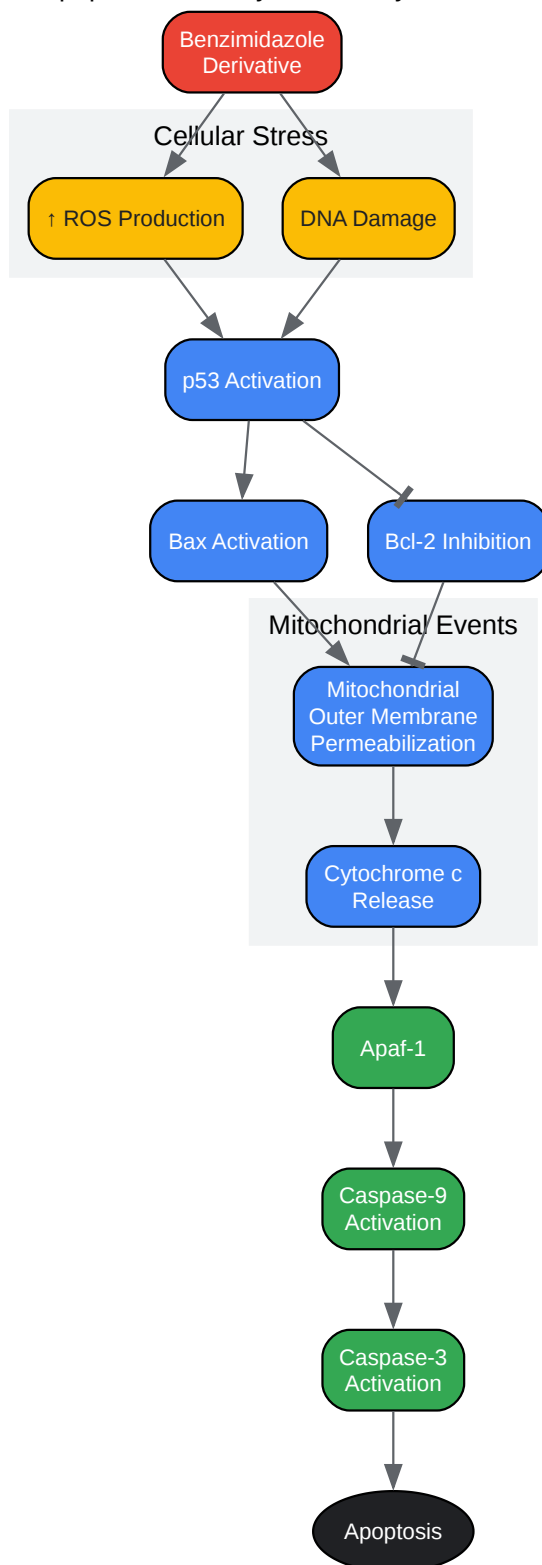 Benzimidazole
Derivative
Cellular Stress
↑ ROS Production
DNA Damage
p53 Activation
Bax Activation
Bcl-2 Inhibition
Mitochondrial Events
Mitochondrial
Outer Membrane
Permeabilization
Cytochrome c
Release
Apaf-1
Caspase-9
Activation
Caspase-3
Activation
Apoptosis